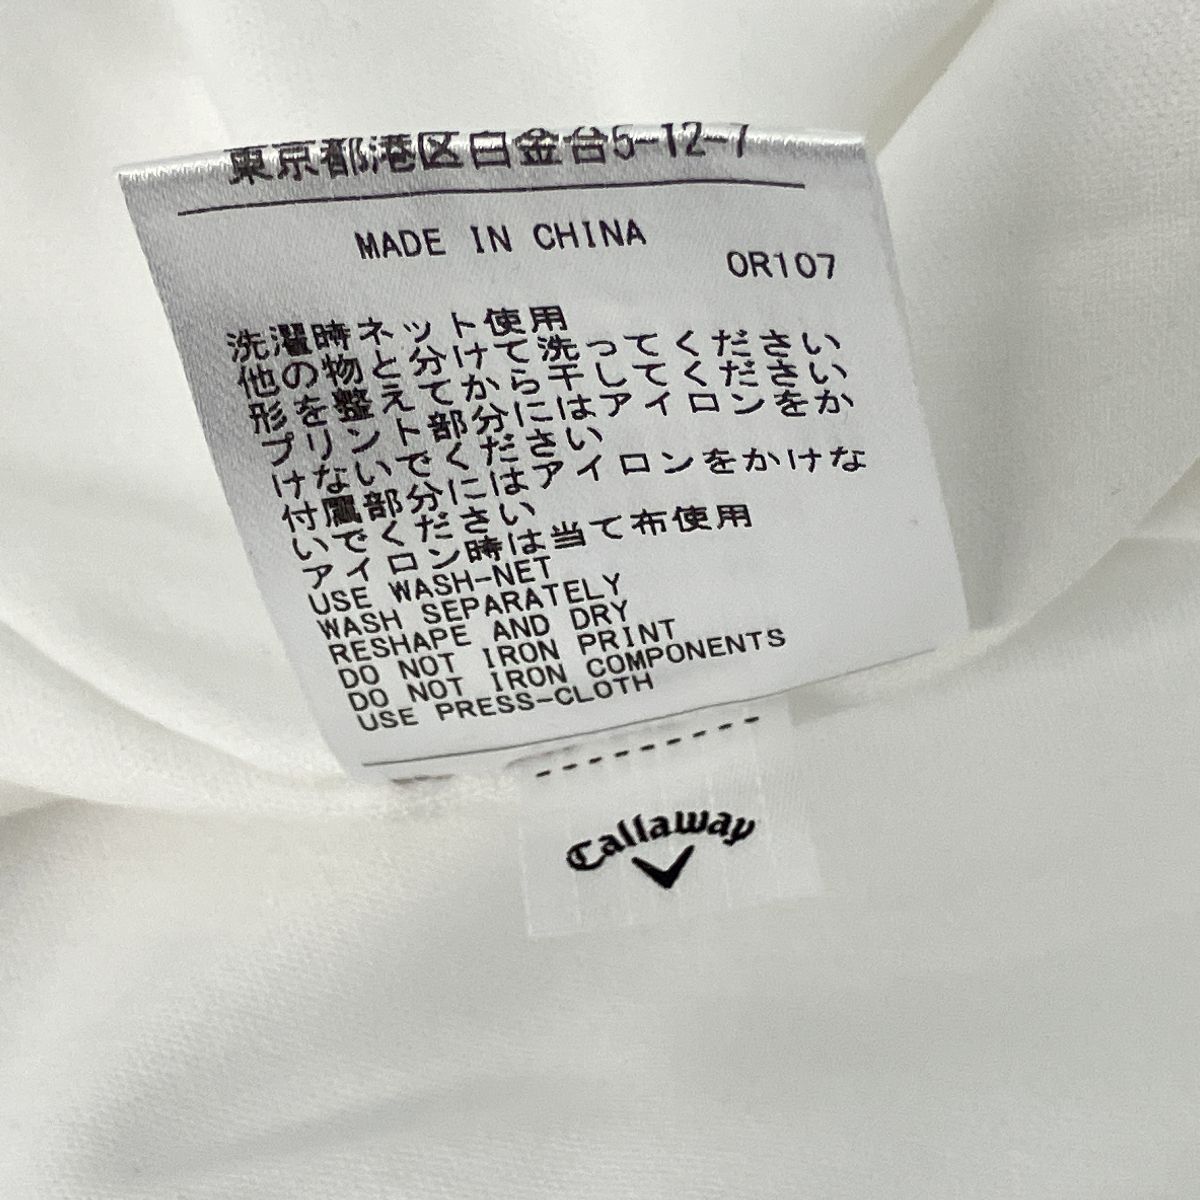 東京都港区白金台5-12-7
MADE IN CHINA
OR107
洗濯時ネット使用
他の物と分けて洗ってください
形を整えてから干してください
プリント部分にはアイロンをか
けないでください
付属部分にはアイロンをかけな
いでください
アイロン時は当て布使用
USE WASH-NET
WASH SEPARATELY
RESHAPE AND DRY
DO NOT IRON PRINT
DO NOT IRON COMPONENTS
USE PRESS-CLOTH
Callaway